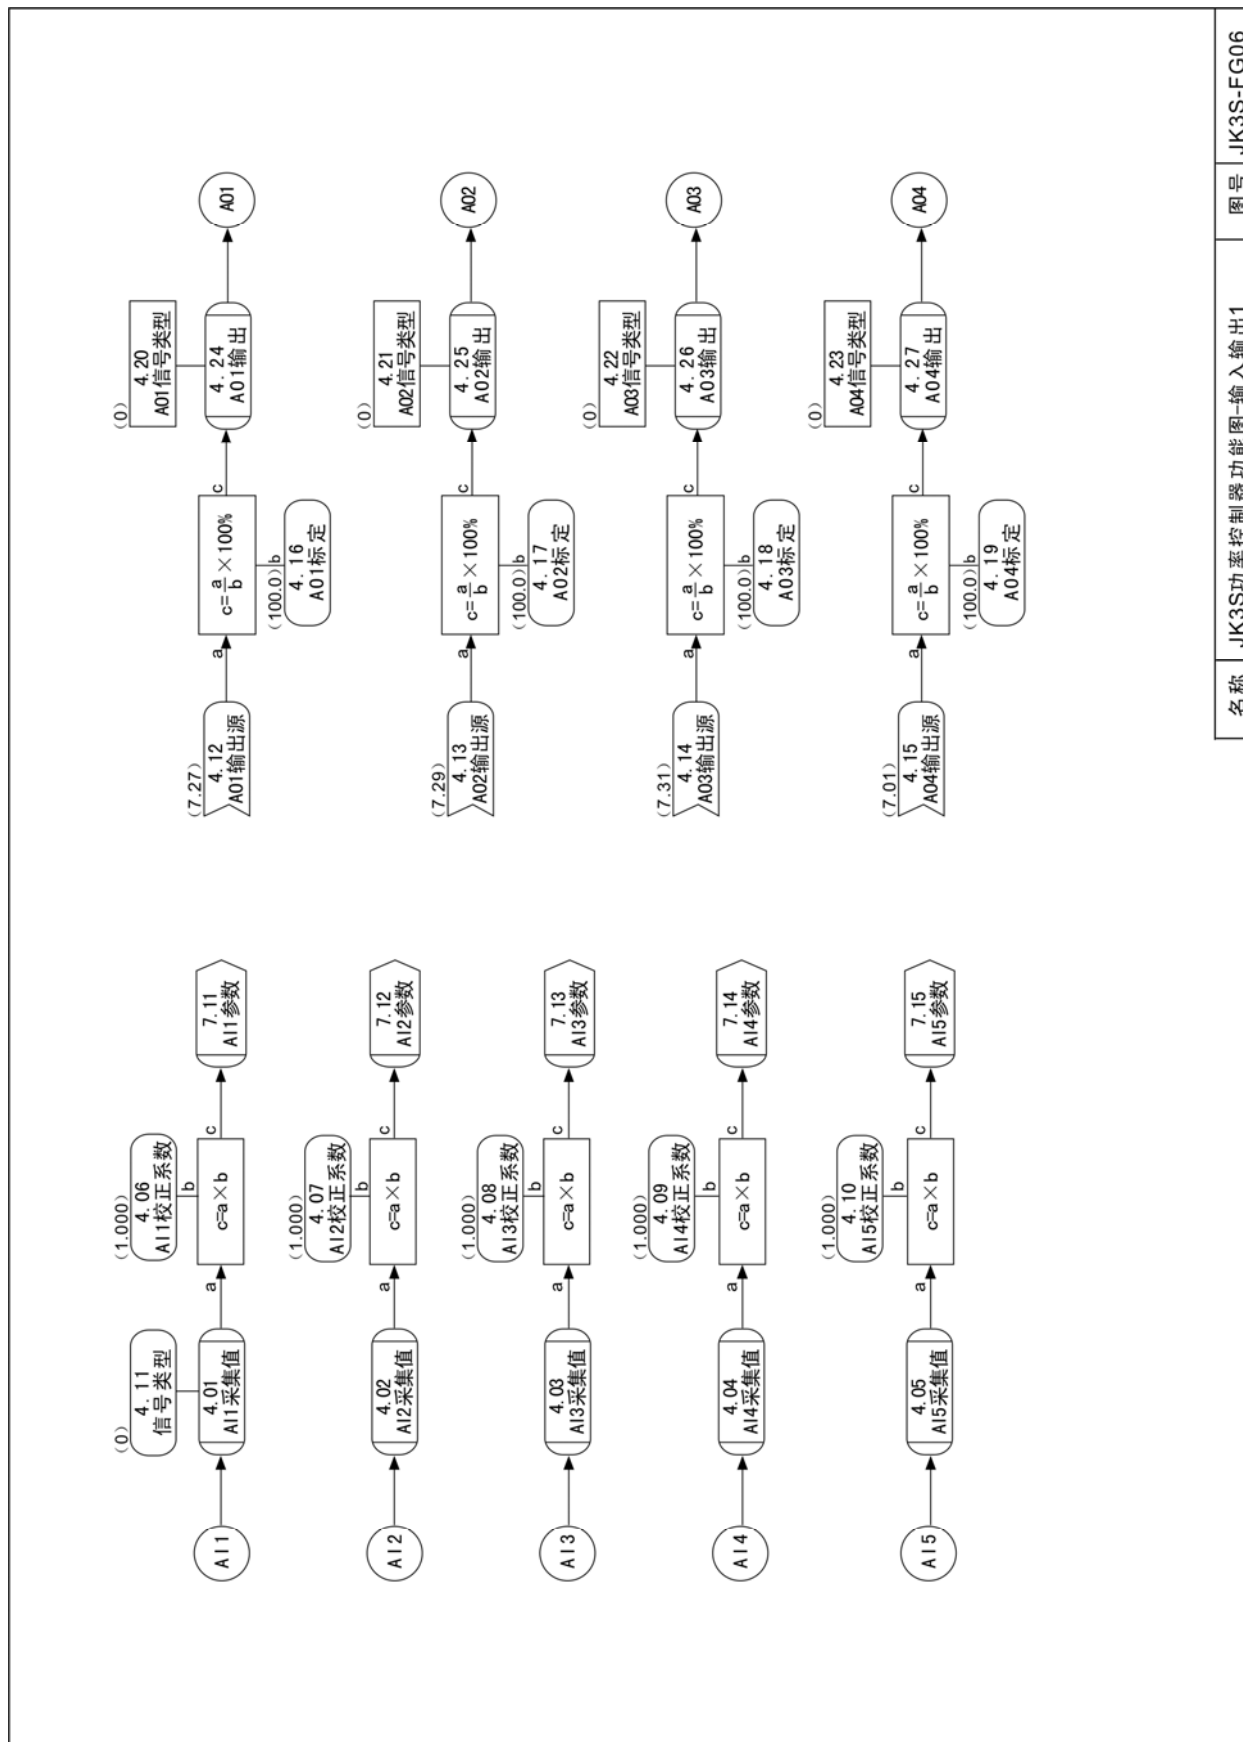 (0)
4.11
信号类型
AI1
4.01
AI1采集值
a
(1.000)
4.06
AI1校正系数
b
c=a×b
c
7.11
AI1参数
AI2
4.02
AI2采集值
a
(1.000)
4.07
AI2校正系数
b
c=a×b
c
7.12
AI2参数
AI3
4.03
AI3采集值
a
(1.000)
4.08
AI3校正系数
b
c=a×b
c
7.13
AI3参数
AI4
4.04
AI4采集值
a
(1.000)
4.09
AI4校正系数
b
c=a×b
c
7.14
AI4参数
AI5
4.05
AI5采集值
a
(1.000)
4.10
AI5校正系数
b
c=a×b
c
7.15
AI5参数
(7.27)
4.12
AO1输出源
a
c=a/b×100%
(100.0)
b
4.16
AO1标定
c
(0)
4.20
AO1信号类型
4.24
AO1输出
AO1
(7.29)
4.13
AO2输出源
a
c=a/b×100%
(100.0)
b
4.17
AO2标定
c
(0)
4.21
AO2信号类型
4.25
AO2输出
AO2
(7.31)
4.14
AO3输出源
a
c=a/b×100%
(100.0)
b
4.18
AO3标定
c
(0)
4.22
AO3信号类型
4.26
AO3输出
AO3
(7.01)
4.15
AO4输出源
a
c=a/b×100%
(100.0)
b
4.19
AO4标定
c
(0)
4.23
AO4信号类型
4.27
AO4输出
AO4
名称
JK3S功率控制器功能图-输入输出1
图号
JK3S-FG06